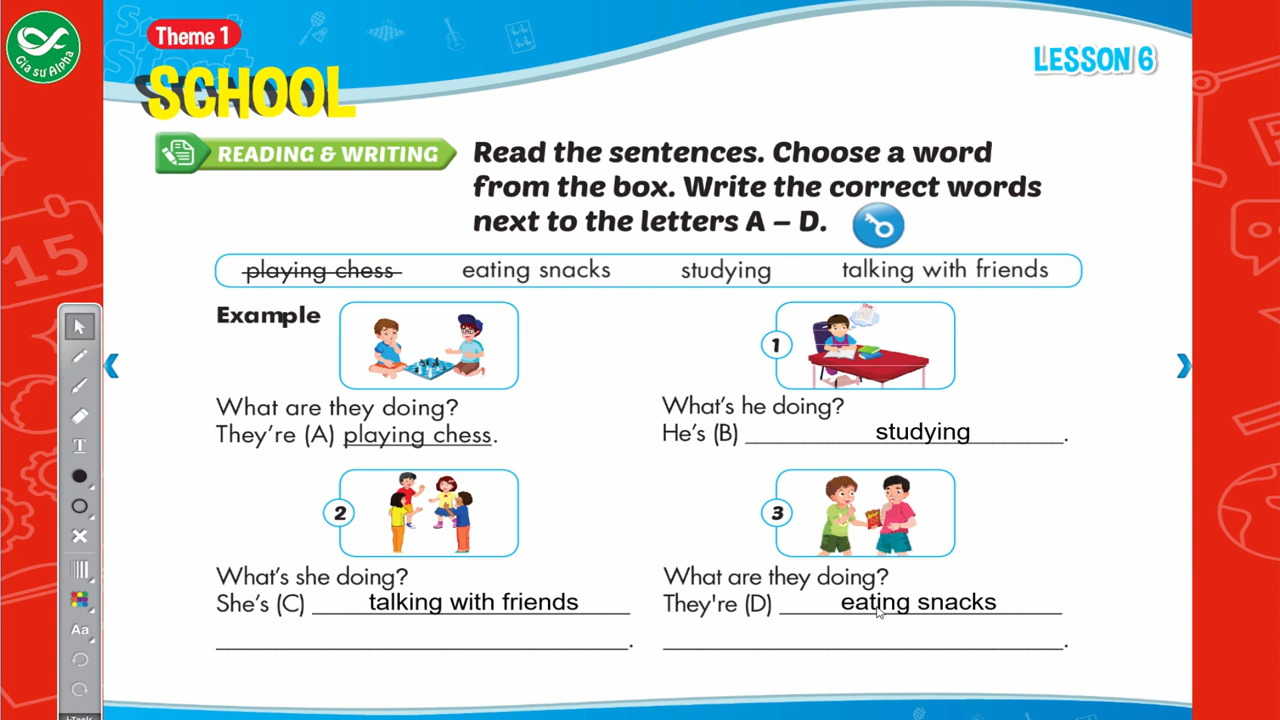 Gia sư Alpha
Theme 1
SCHOOL
LESSON 6
READING & WRITING
Read the sentences. Choose a word
from the box. Write the correct words
next to the letters A – D.
playing chess eating snacks studying talking with friends
Example
What are they doing?
They're (A) playing chess.
1
What's he doing?
He's (B) studying.
2
What's she doing?
She's (C) talking with friends
.
3
What are they doing?
They're (D) eating snacks
.
15
T
Aa